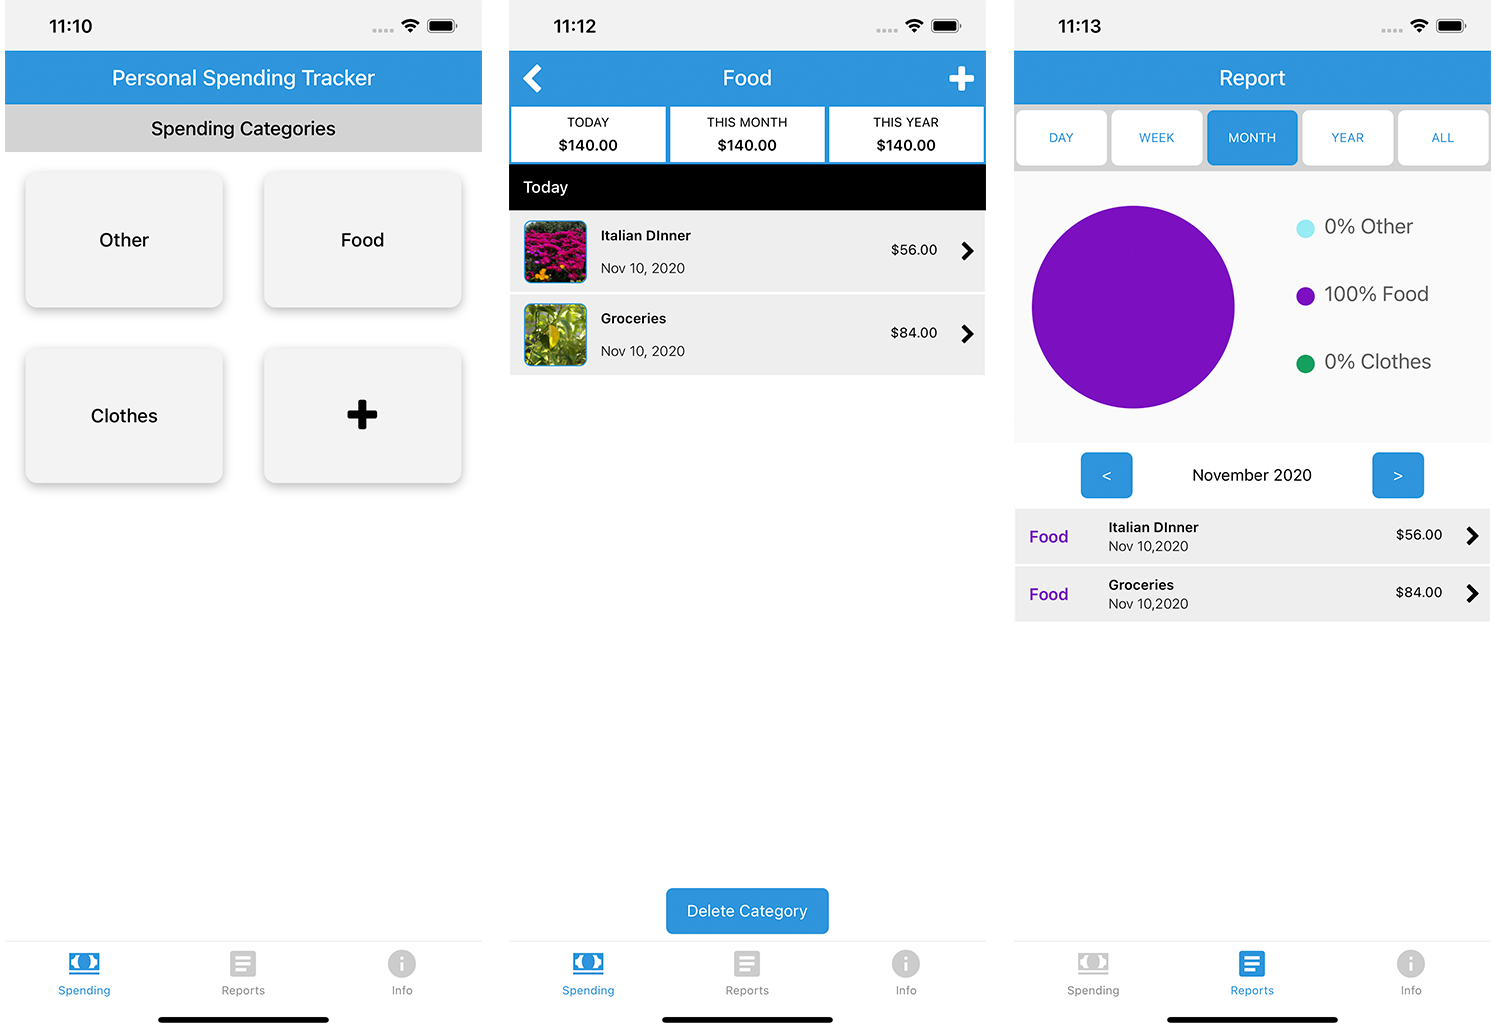 11:10
Personal Spending Tracker
Spending Categories
Other
Food
Clothes
Spending
Reports
Info
11:12
Food
TODAY
$140.00
THIS MONTH
$140.00
THIS YEAR
$140.00
Today
Italian DInner
Nov 10, 2020
$56.00
Groceries
Nov 10, 2020
$84.00
Delete Category
Spending
Reports
Info
11:13
Report
DAY
WEEK
MONTH
YEAR
ALL
0% Other
100% Food
0% Clothes
<
November 2020
>
Food
Italian DInner
Nov 10,2020
$56.00
Food
Groceries
Nov 10,2020
$84.00
Spending
Reports
Info